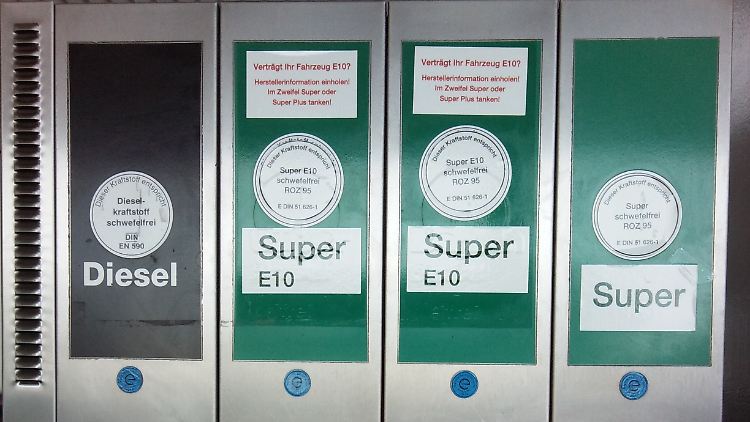 Dieser Kraftstoff entspricht
Diesel-
kraftstoff
schwefelfrei
DIN
EN 590
Diesel
Verträgt Ihr Fahrzeug E10?
Herstellerinformation einholen!
Im Zweifel Super oder
Super Plus tanken!
Dieser Kraftstoff entspricht
Super E10
schwefelfrei
ROZ 95
E DIN 51 626-1
Super
E10
Verträgt Ihr Fahrzeug E10?
Herstellerinformation einholen!
Im Zweifel Super oder
Super Plus tanken!
Dieser Kraftstoff entspricht
Super E10
schwefelfrei
ROZ 95
E DIN 51 626-1
Super
E10
Dieser Kraftstoff entspricht
Super
schwefelfrei
ROZ 95
E DIN 51 626-1
Super